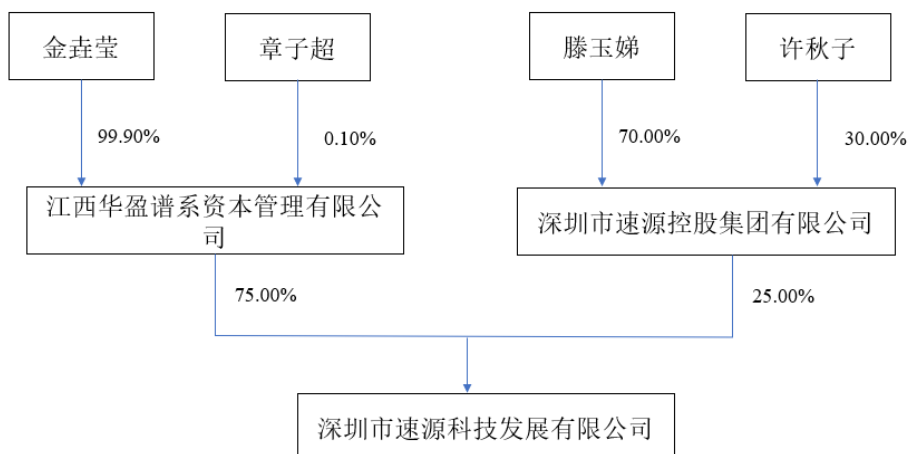 金垚莹
章子超
滕玉娣
许秋子
99.90%
0.10%
70.00%
30.00%
江西华盈谱系资本管理有限公
司
深圳市速源控股集团有限公司
75.00%
25.00%
深圳市速源科技发展有限公司